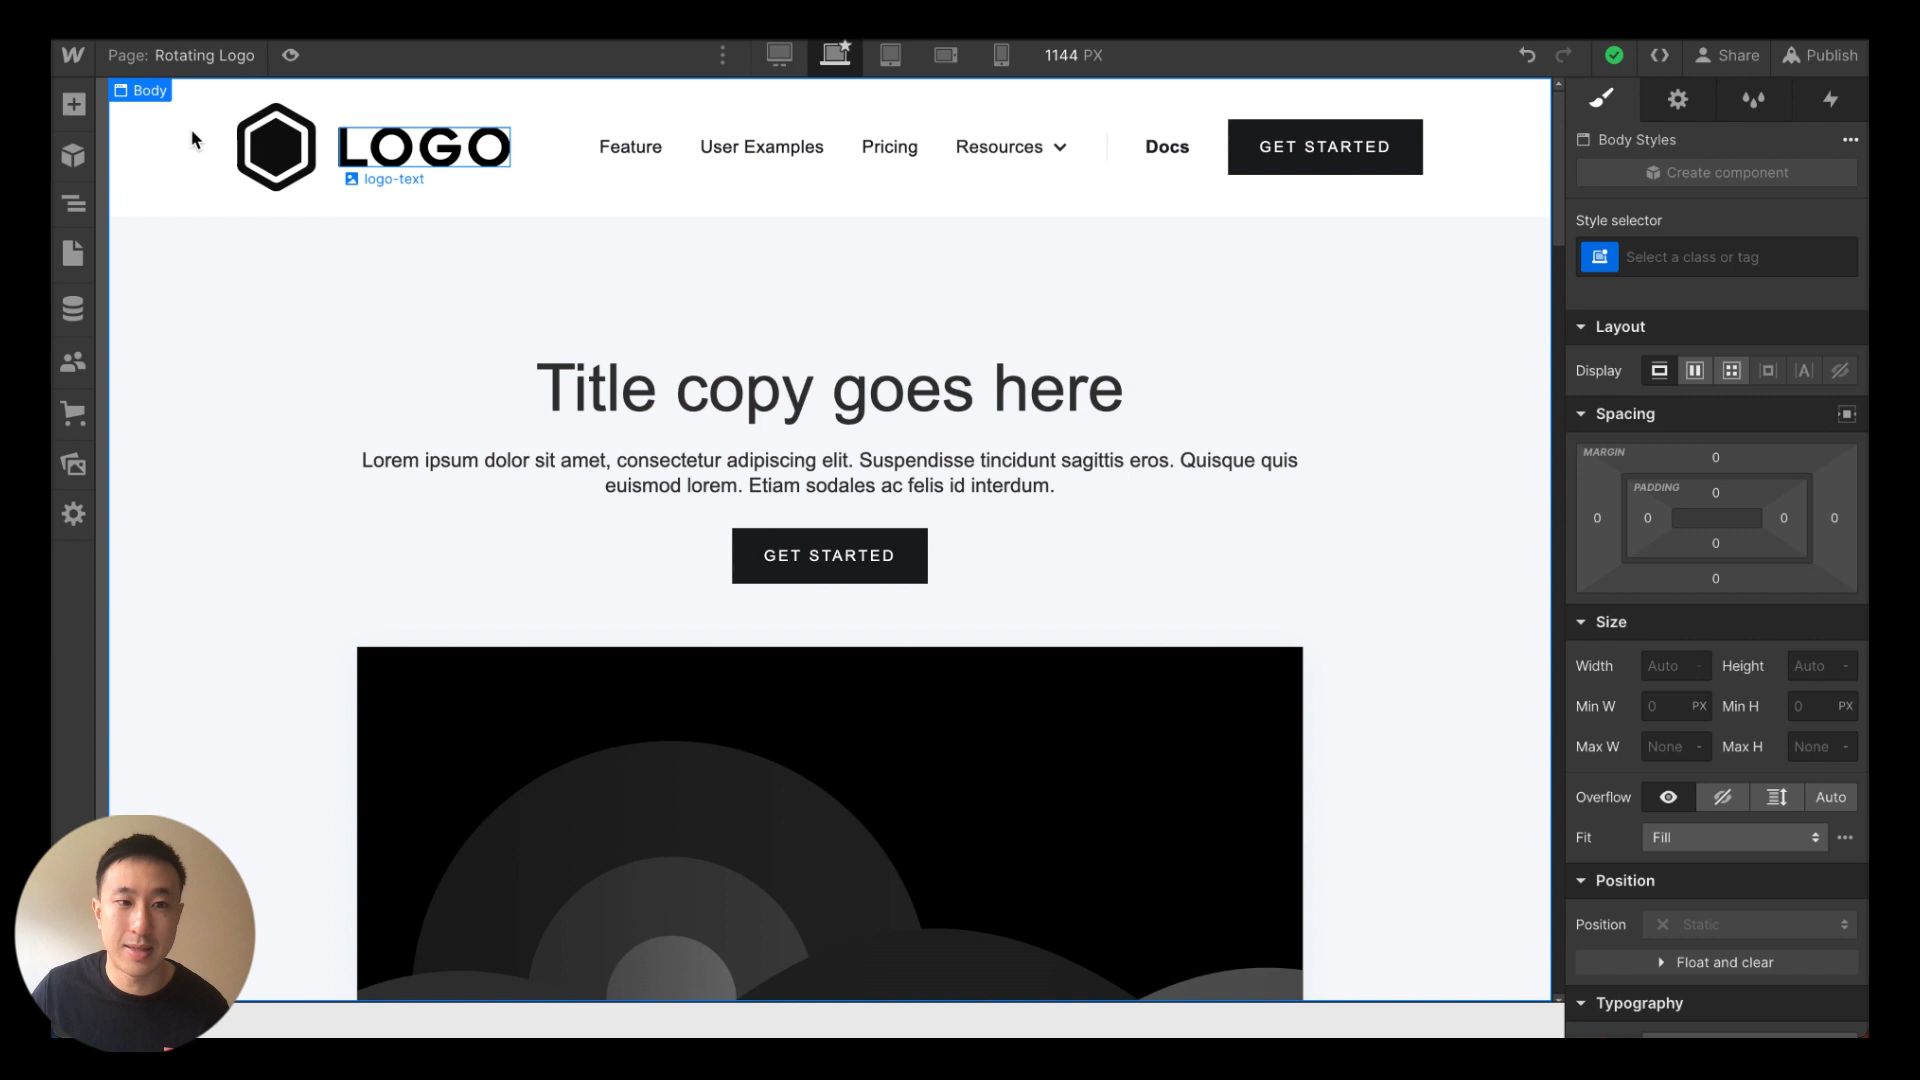 Page: Rotating Logo
1144 PX
Share
Publish
Body
LOGO
logo-text
Feature
User Examples
Pricing
Resources
Docs
GET STARTED
Title copy goes here
Lorem ipsum dolor sit amet, consectetur adipiscing elit. Suspendisse tincidunt sagittis eros. Quisque quis
euismod lorem. Etiam sodales ac felis id interdum.
GET STARTED
Body Styles
Create component
Style selector
Select a class or tag
Layout
Display
Spacing
MARGIN
0
PADDING
0
0 0 0 0
0
0
Size
Width Auto - Height Auto -
Min W 0 PX Min H 0 PX
Max W None - Max H None -
Overflow Auto
Fit Fill
Position
Position Static
Float and clear
Typography